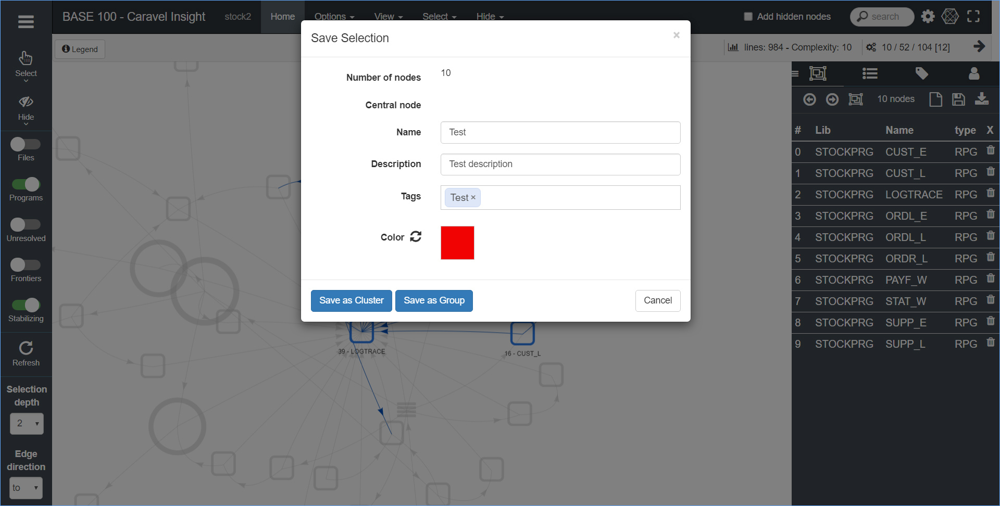 BASE 100 - Caravel Insight
stock2
Home
Options
View
Select
Hide
Add hidden nodes
search
Legend
lines: 984 - Complexity: 10
10 / 52 / 104 [12]
Select
Hide
Files
Programs
Unresolved
Frontiers
Stabilizing
Refresh
Selection
depth
2
Edge
direction
to
Save Selection
×
Number of nodes
10
Central node
Name
Test
Description
Test description
Tags
Test ×
Color
Save as Cluster
Save as Group
Cancel
39 - LOGTRACE
16 - CUST_L
10 nodes
# Lib Name type X
0 STOCKPRG CUST_E RPG
1 STOCKPRG CUST_L RPG
2 STOCKPRG LOGTRACE RPG
3 STOCKPRG ORDL_E RPG
4 STOCKPRG ORDL_L RPG
5 STOCKPRG ORDR_L RPG
6 STOCKPRG PAYF_W RPG
7 STOCKPRG STAT_W RPG
8 STOCKPRG SUPP_E RPG
9 STOCKPRG SUPP_L RPG